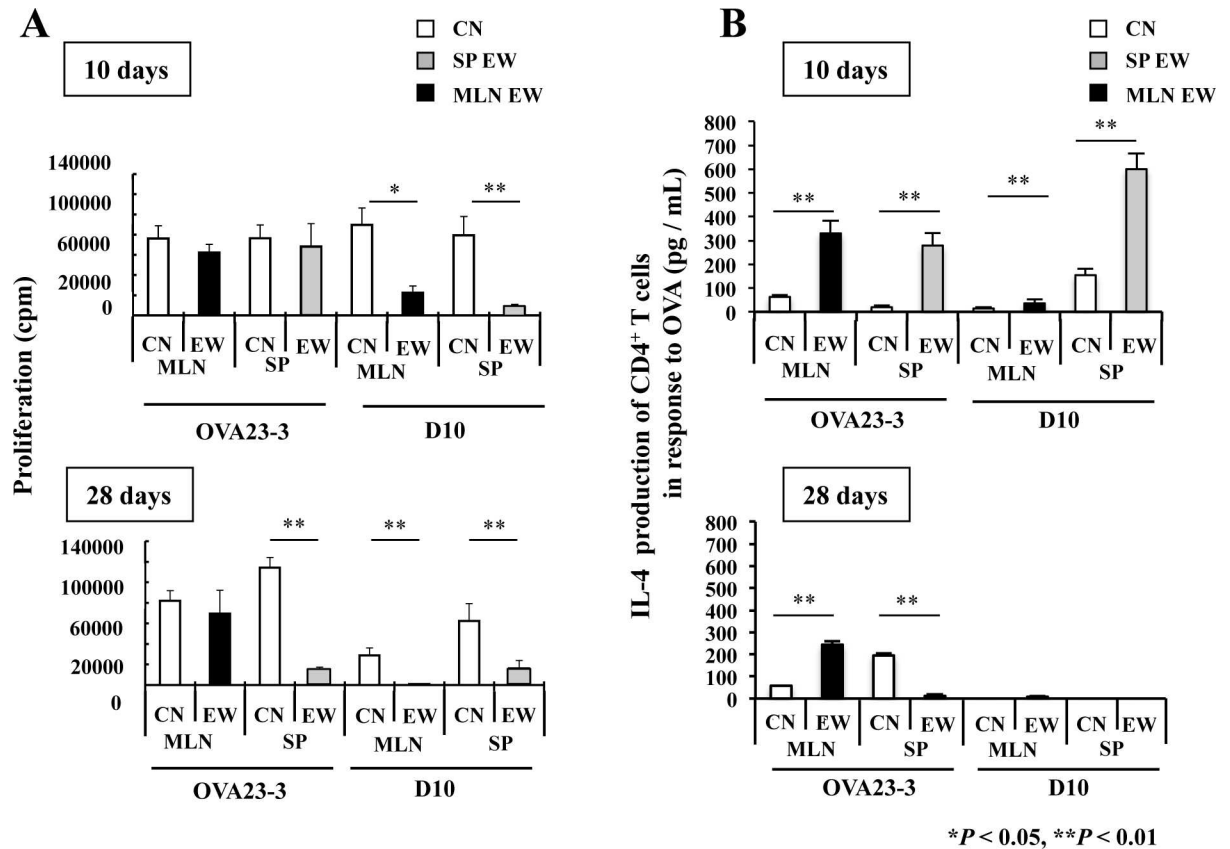 A
CN
SP EW
MLN EW
10 days
Proliferation (cpm)
140000
100000
60000
20000
0
*
**
CN EW CN EW CN EW CN EW
MLN SP MLN SP
OVA23-3 D10
28 days
140000
100000
60000
20000
0
** ** **
CN EW CN EW CN EW CN EW
MLN SP MLN SP
OVA23-3 D10
B
CN
SP EW
MLN EW
10 days
IL-4 production of CD4+ T cells
in response to OVA (pg / mL)
800
700
600
500
400
300
200
100
0
** ** ** **
CN EW CN EW CN EW CN EW
MLN SP MLN SP
OVA23-3 D10
28 days
800
700
600
500
400
300
200
100
0
** **
CN EW CN EW CN EW CN EW
MLN SP MLN SP
OVA23-3 D10
*P < 0.05, **P < 0.01